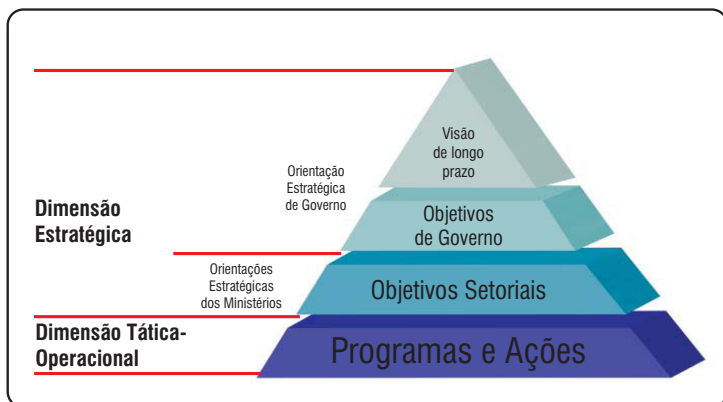 Visão
de longo
prazo
Orientação
Estratégica
de Governo
Dimensão
Estratégica
Objetivos
de Governo
Orientações
Estratégicas
dos Ministérios
Objetivos Setoriais
Dimensão Tática-
Operacional
Programas e Ações